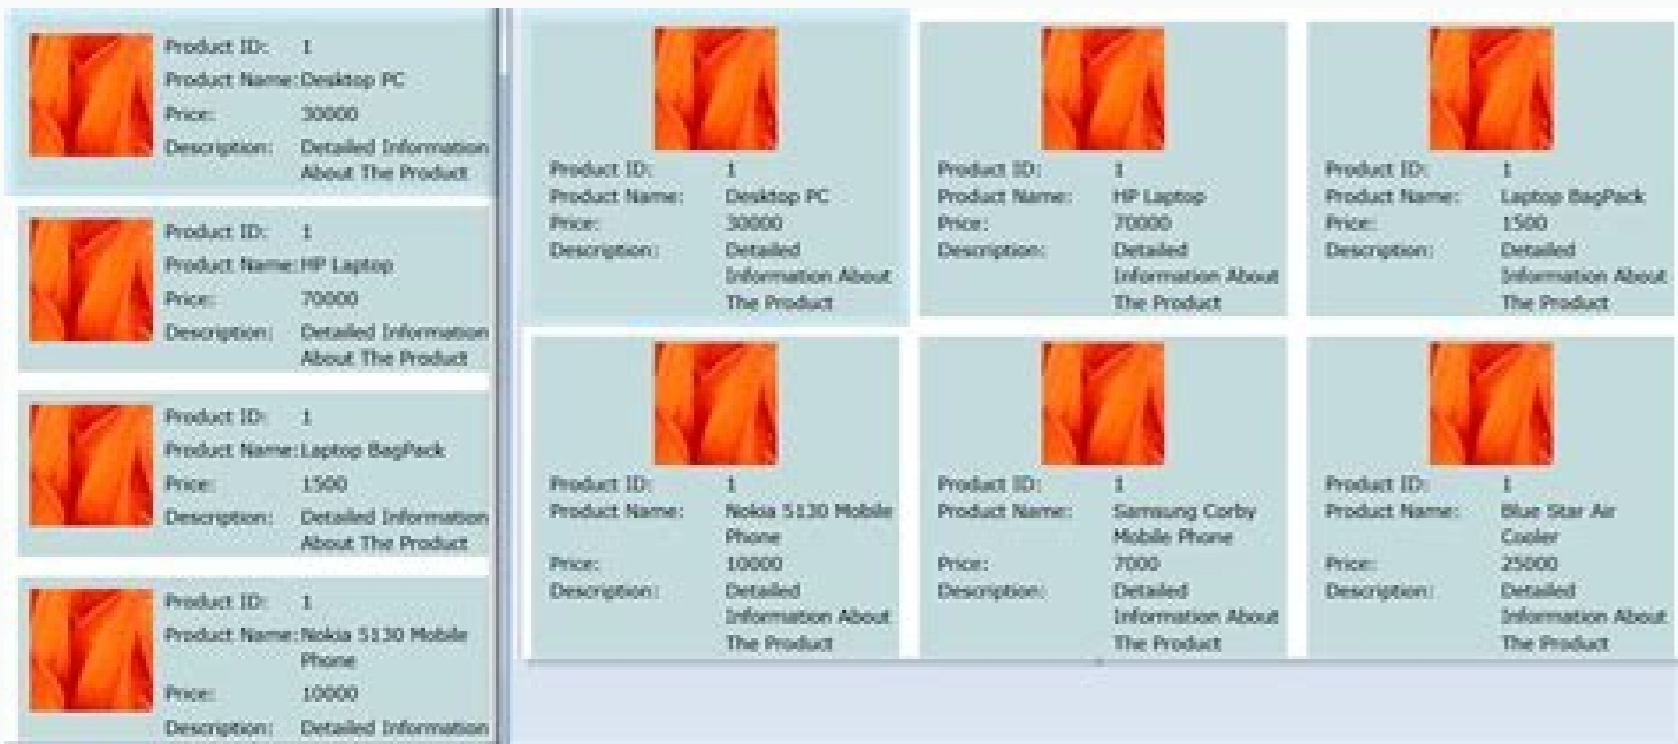 Product ID: 1
Product Name: Desktop PC
Price: 30000
Description: Detailed Information
About The Product
Product ID: 1
Product Name: HP Laptop
Price: 70000
Description: Detailed Information
About The Product
Product ID: 1
Product Name: Laptop BagPack
Price: 1500
Description: Detailed Information
About The Product
Product ID: 1
Product Name: Nokia 5130 Mobile
Phone
Price: 10000
Description: Detailed Information
Product ID: 1
Product Name: Desktop PC
Price: 30000
Description: Detailed
Information About
The Product
Product ID: 1
Product Name: HP Laptop
Price: 70000
Description: Detailed
Information About
The Product
Product ID: 1
Product Name: Laptop BagPack
Price: 1500
Description: Detailed
Information About
The Product
Product ID: 1
Product Name: Nokia 5130 Mobile
Phone
Price: 10000
Description: Detailed
Information About
The Product
Product ID: 1
Product Name: Samsung Corby
Mobile Phone
Price: 7000
Description: Detailed
Information About
The Product
Product ID: 1
Product Name: Blue Star Air
Cooler
Price: 25000
Description: Detailed
Information About
The Product